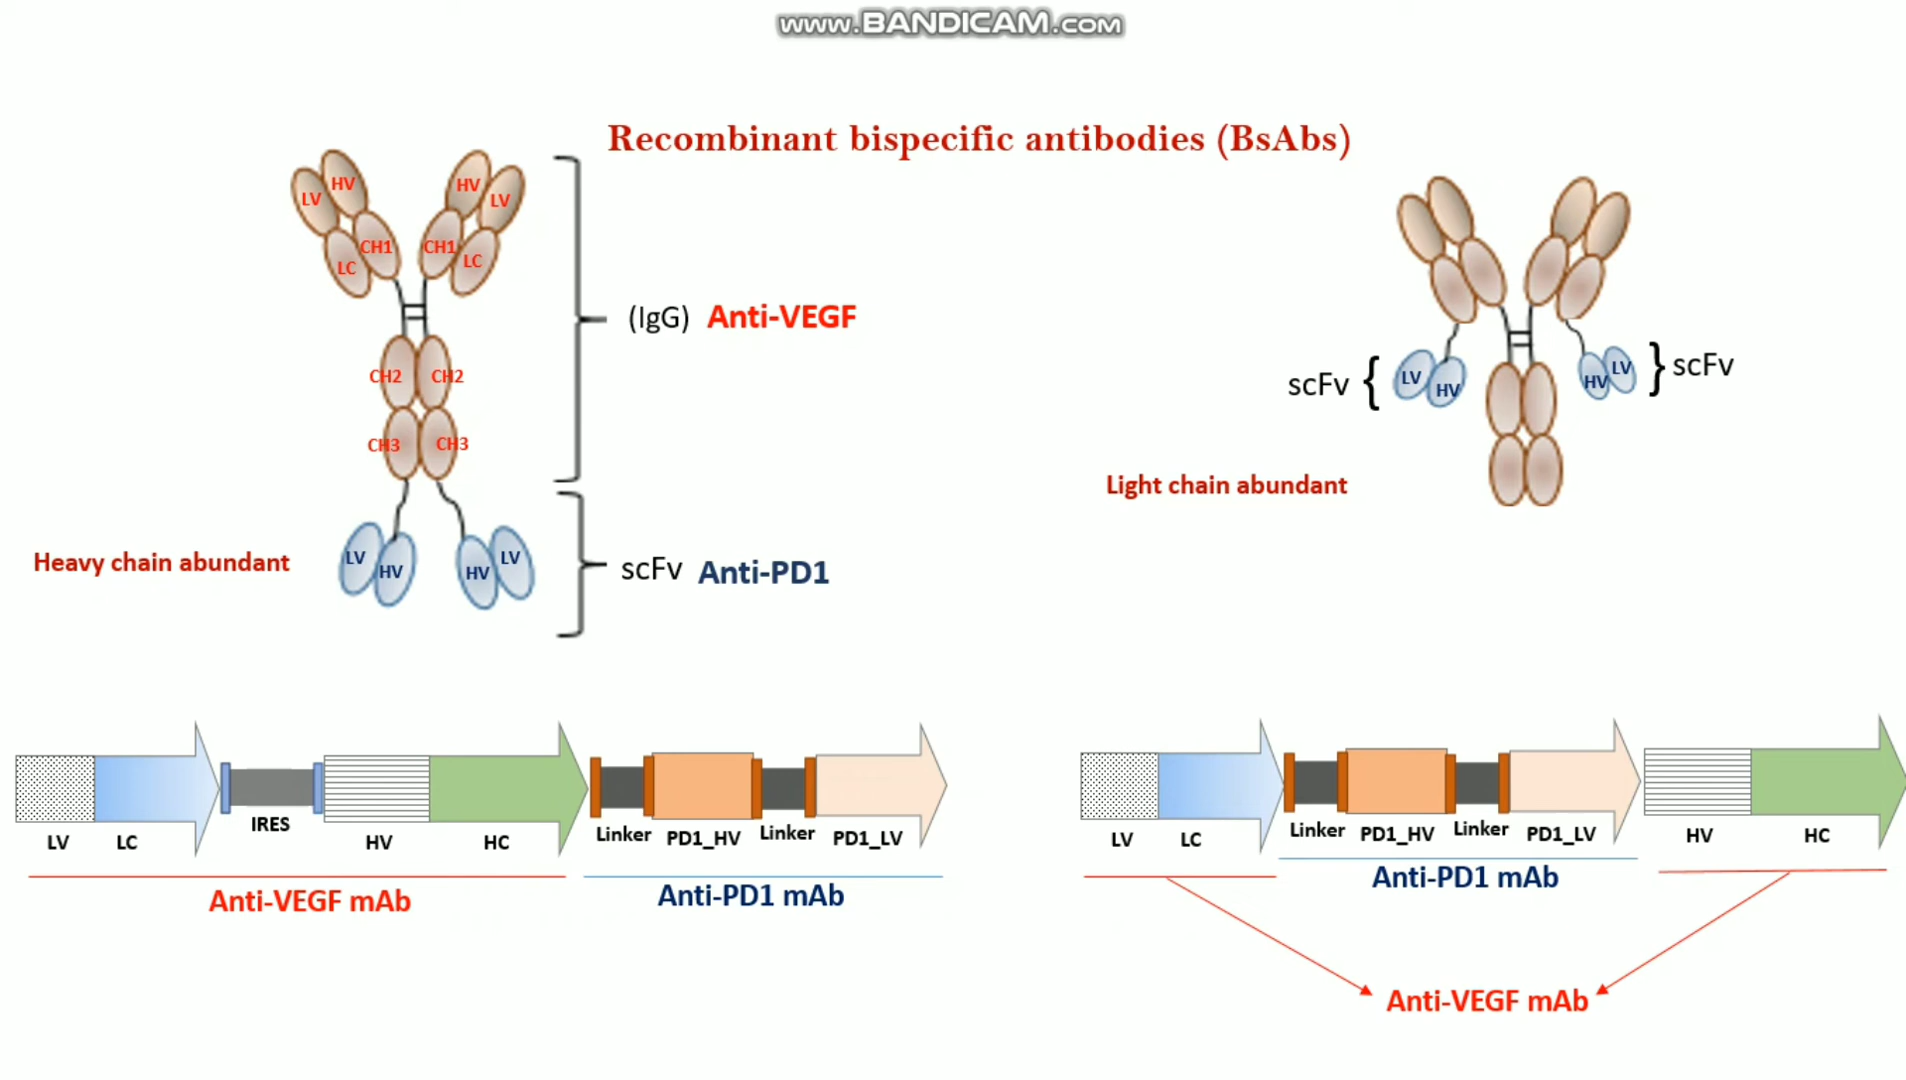 www.BANDICAM.com
Recombinant bispecific antibodies (BsAbs)
LV HV HV LV
CH1 CH1
LC LC
(IgG) Anti-VEGF
CH2 CH2
CH3 CH3
Heavy chain abundant
LV HV HV LV
scFv Anti-PD1
scFv { LV HV HV LV } scFv
Light chain abundant
LV LC IRES HV HC Linker PD1_HV Linker PD1_LV
Anti-VEGF mAb Anti-PD1 mAb
LV LC Linker PD1_HV Linker PD1_LV HV HC
Anti-PD1 mAb
Anti-VEGF mAb